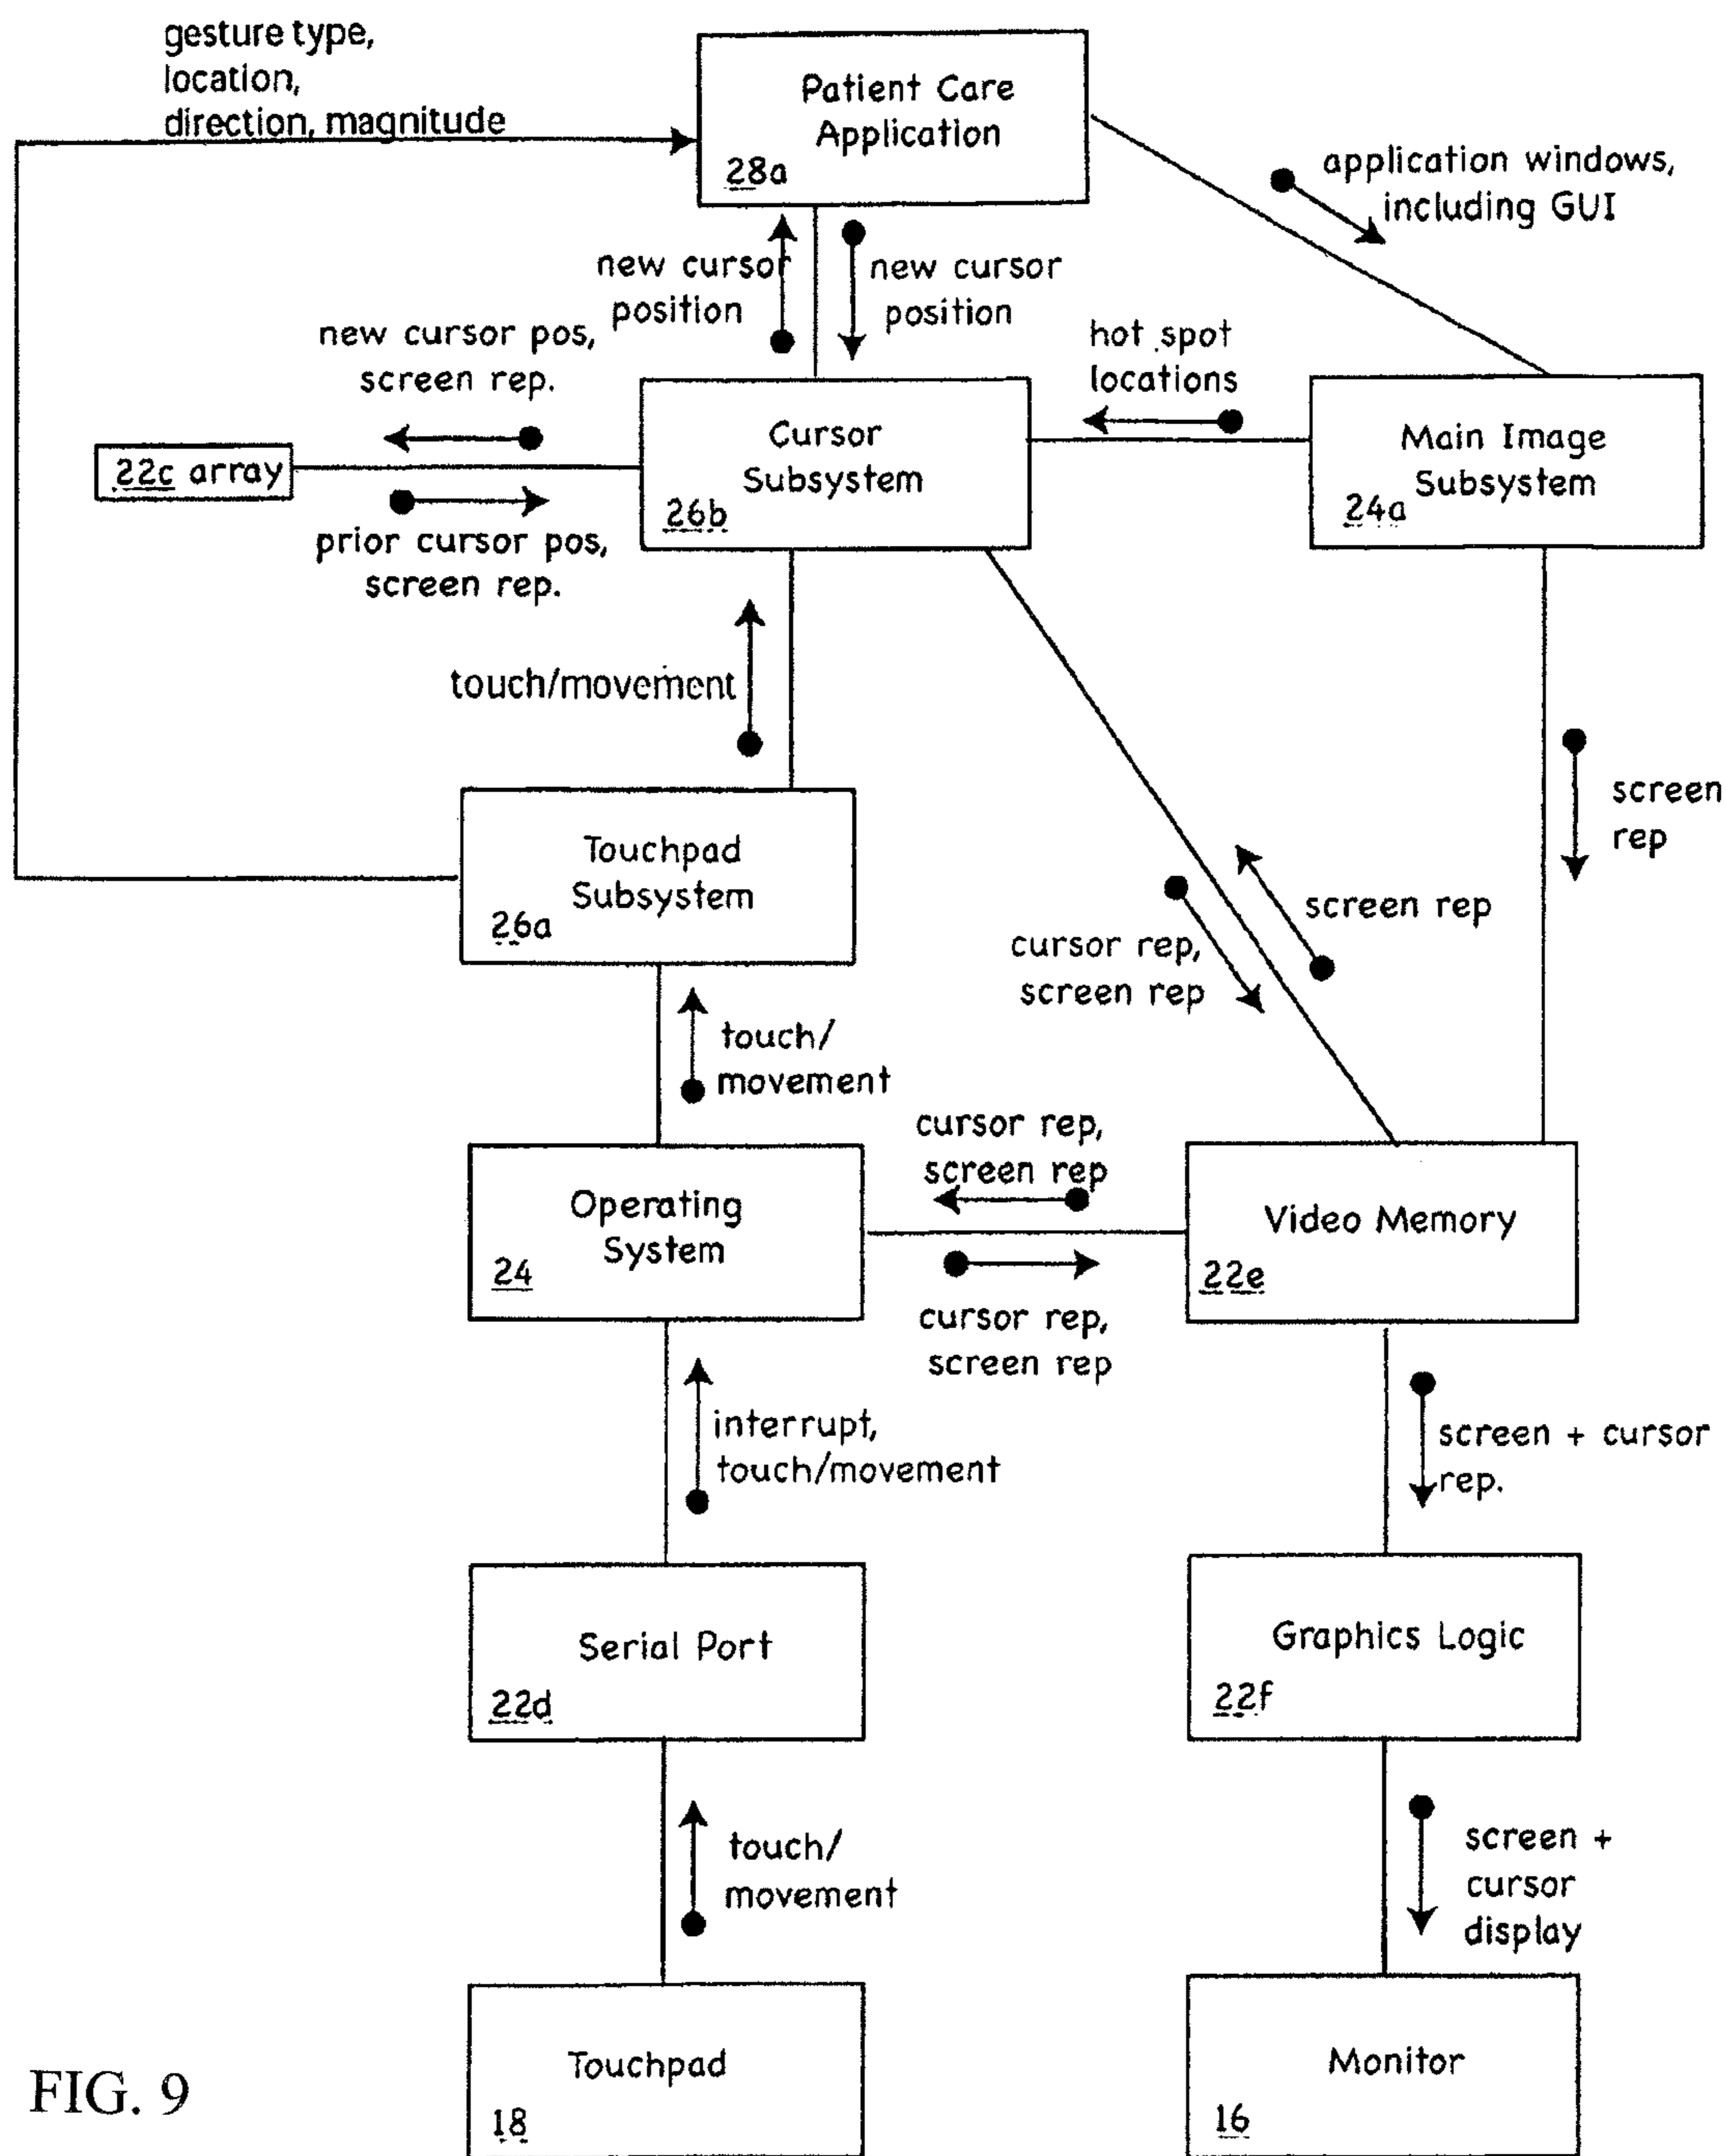 gesture type,
location,
direction, magnitude
Patient Care
Application
28a
application windows,
including GUI
new cursor
position
new cursor
position
new cursor pos,
screen rep.
hot spot
locations
22c array
Cursor
Subsystem
26b
Main Image
Subsystem
24a
prior cursor pos,
screen rep.
touch/movement
screen
rep
Touchpad
Subsystem
26a
screen rep
cursor rep,
screen rep
touch/
movement
cursor rep,
screen rep
Operating
System
24
Video Memory
22e
cursor rep,
screen rep
interrupt,
touch/movement
screen + cursor
rep.
Serial Port
22d
Graphics Logic
22f
touch/
movement
screen +
cursor
display
Touchpad
18
Monitor
16
FIG. 9